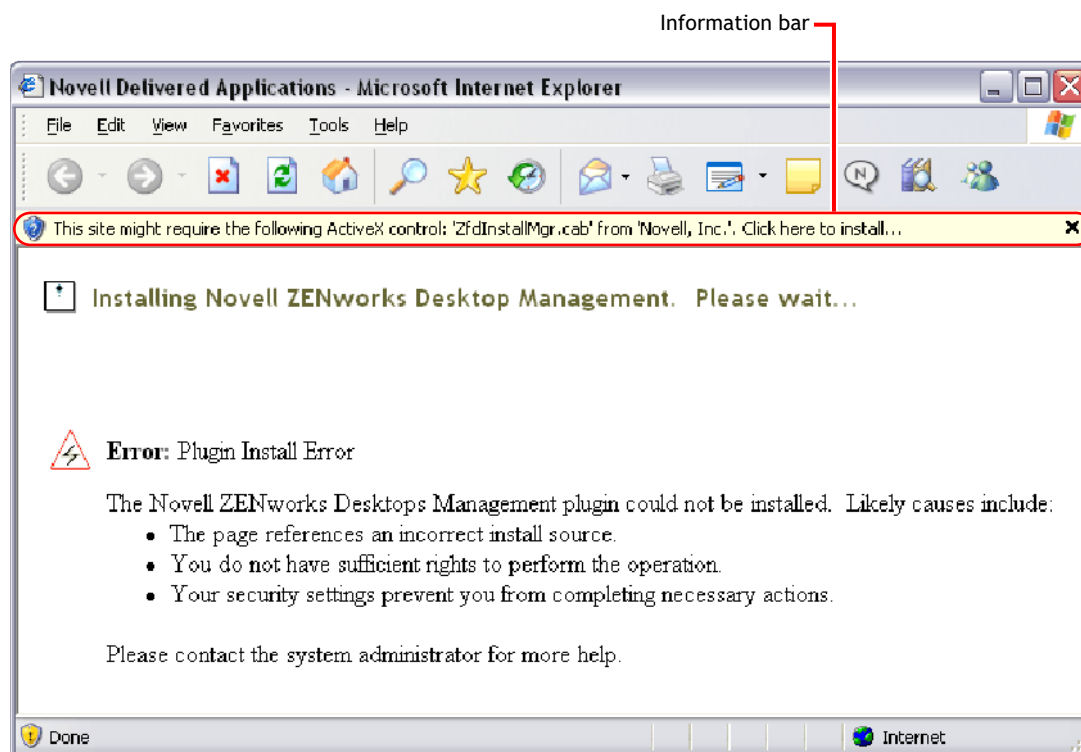 Information bar
Novell Delivered Applications - Microsoft Internet Explorer
File Edit View Favorites Tools Help
N
This site might require the following ActiveX control: 'ZfdInstallMgr.cab' from 'Novell, Inc.'. Click here to install...
Installing Novell ZENworks Desktop Management. Please wait...
Error: Plugin Install Error
The Novell ZENworks Desktops Management plugin could not be installed. Likely causes include:
• The page references an incorrect install source.
• You do not have sufficient rights to perform the operation.
• Your security settings prevent you from completing necessary actions.
Please contact the system administrator for more help.
Done Internet